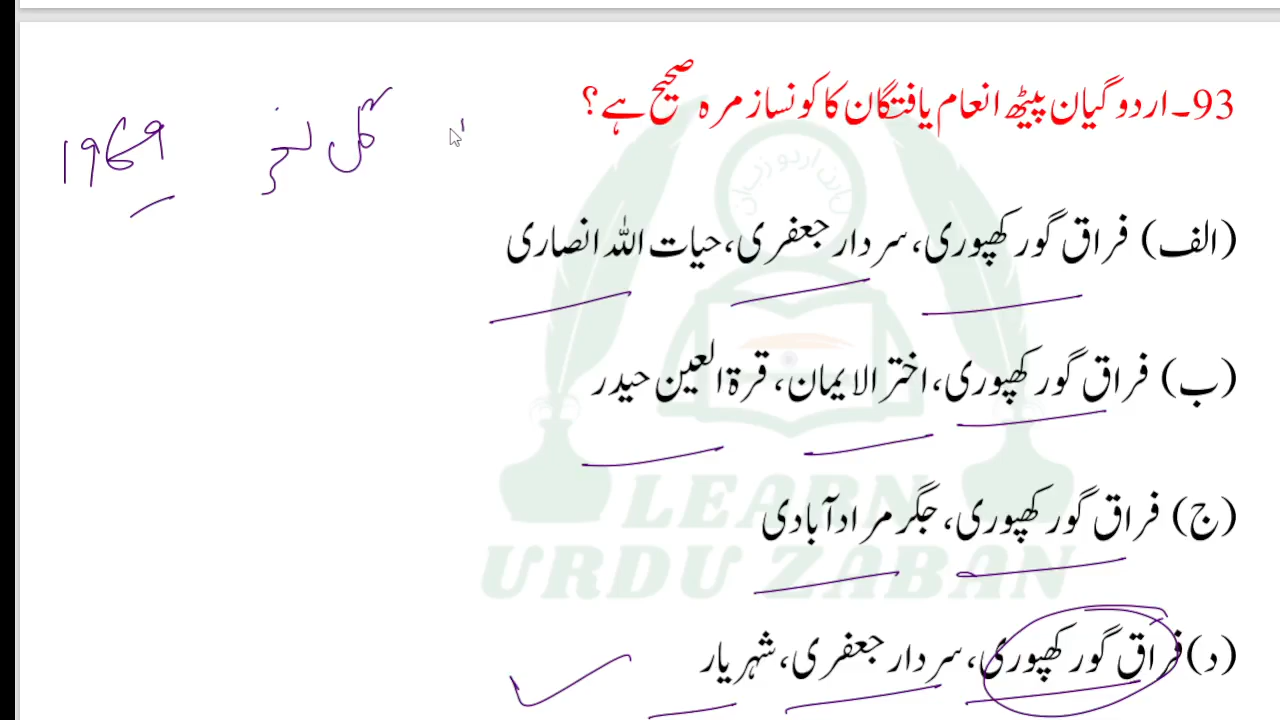 93۔ اردو گیان پیٹھ انعام یافتگان کا کونسا زمرہ صحیح ہے؟
1969 گل نغمہ
(الف) فراق گورکھپوری، سردار جعفری، حیات اللہ انصاری
(ب) فراق گورکھپوری، اختر الایمان، قرۃ العین حیدر
(ج) فراق گورکھپوری، جگر مرادآبادی
(د) فراق گورکھپوری، سردار جعفری، شہریار
LEARN
URDU ZABAN